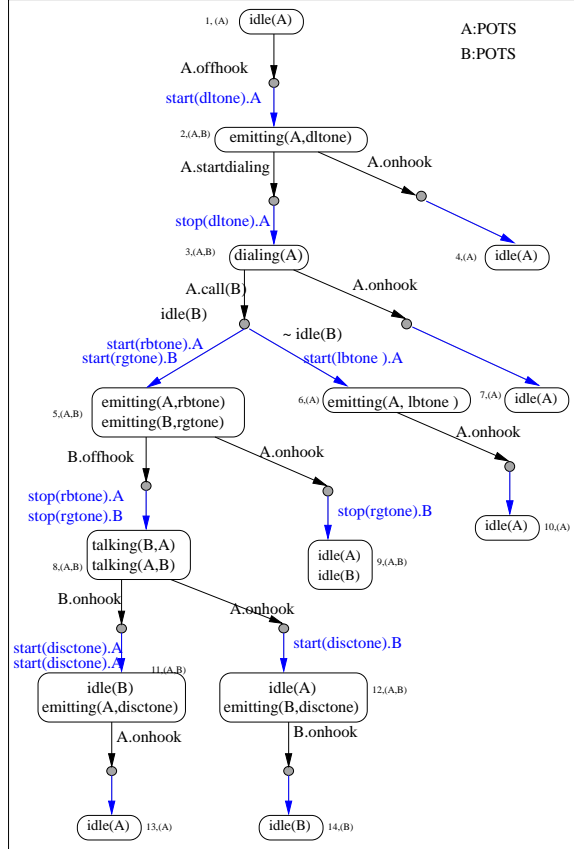 1, (A)
idle(A)
A:POTS
B:POTS
A.offhook
start(dltone).A
2,(A,B)
emitting(A,dltone)
A.startdialing
A.onhook
stop(dltone).A
3,(A,B)
dialing(A)
4,(A)
idle(A)
A.call(B)
A.onhook
idle(B)
~ idle(B)
start(rbtone).A
start(rgtone).B
start(lbtone ).A
5,(A,B)
emitting(A,rbtone)
emitting(B,rgtone)
6,(A)
emitting(A, lbtone )
7,(A)
idle(A)
B.offhook
A.onhook
A.onhook
stop(rbtone).A
stop(rgtone).B
stop(rgtone).B
idle(A)
10,(A)
8,(A,B)
talking(B,A)
talking(A,B)
idle(A)
idle(B)
9,(A,B)
B.onhook
A.onhook
start(disctone).A
start(disctone).A
start(disctone).B
11,(A,B)
idle(B)
emitting(A,disctone)
idle(A)
emitting(B,disctone)
12,(A,B)
A.onhook
B.onhook
idle(A)
13,(A)
idle(B)
14,(B)